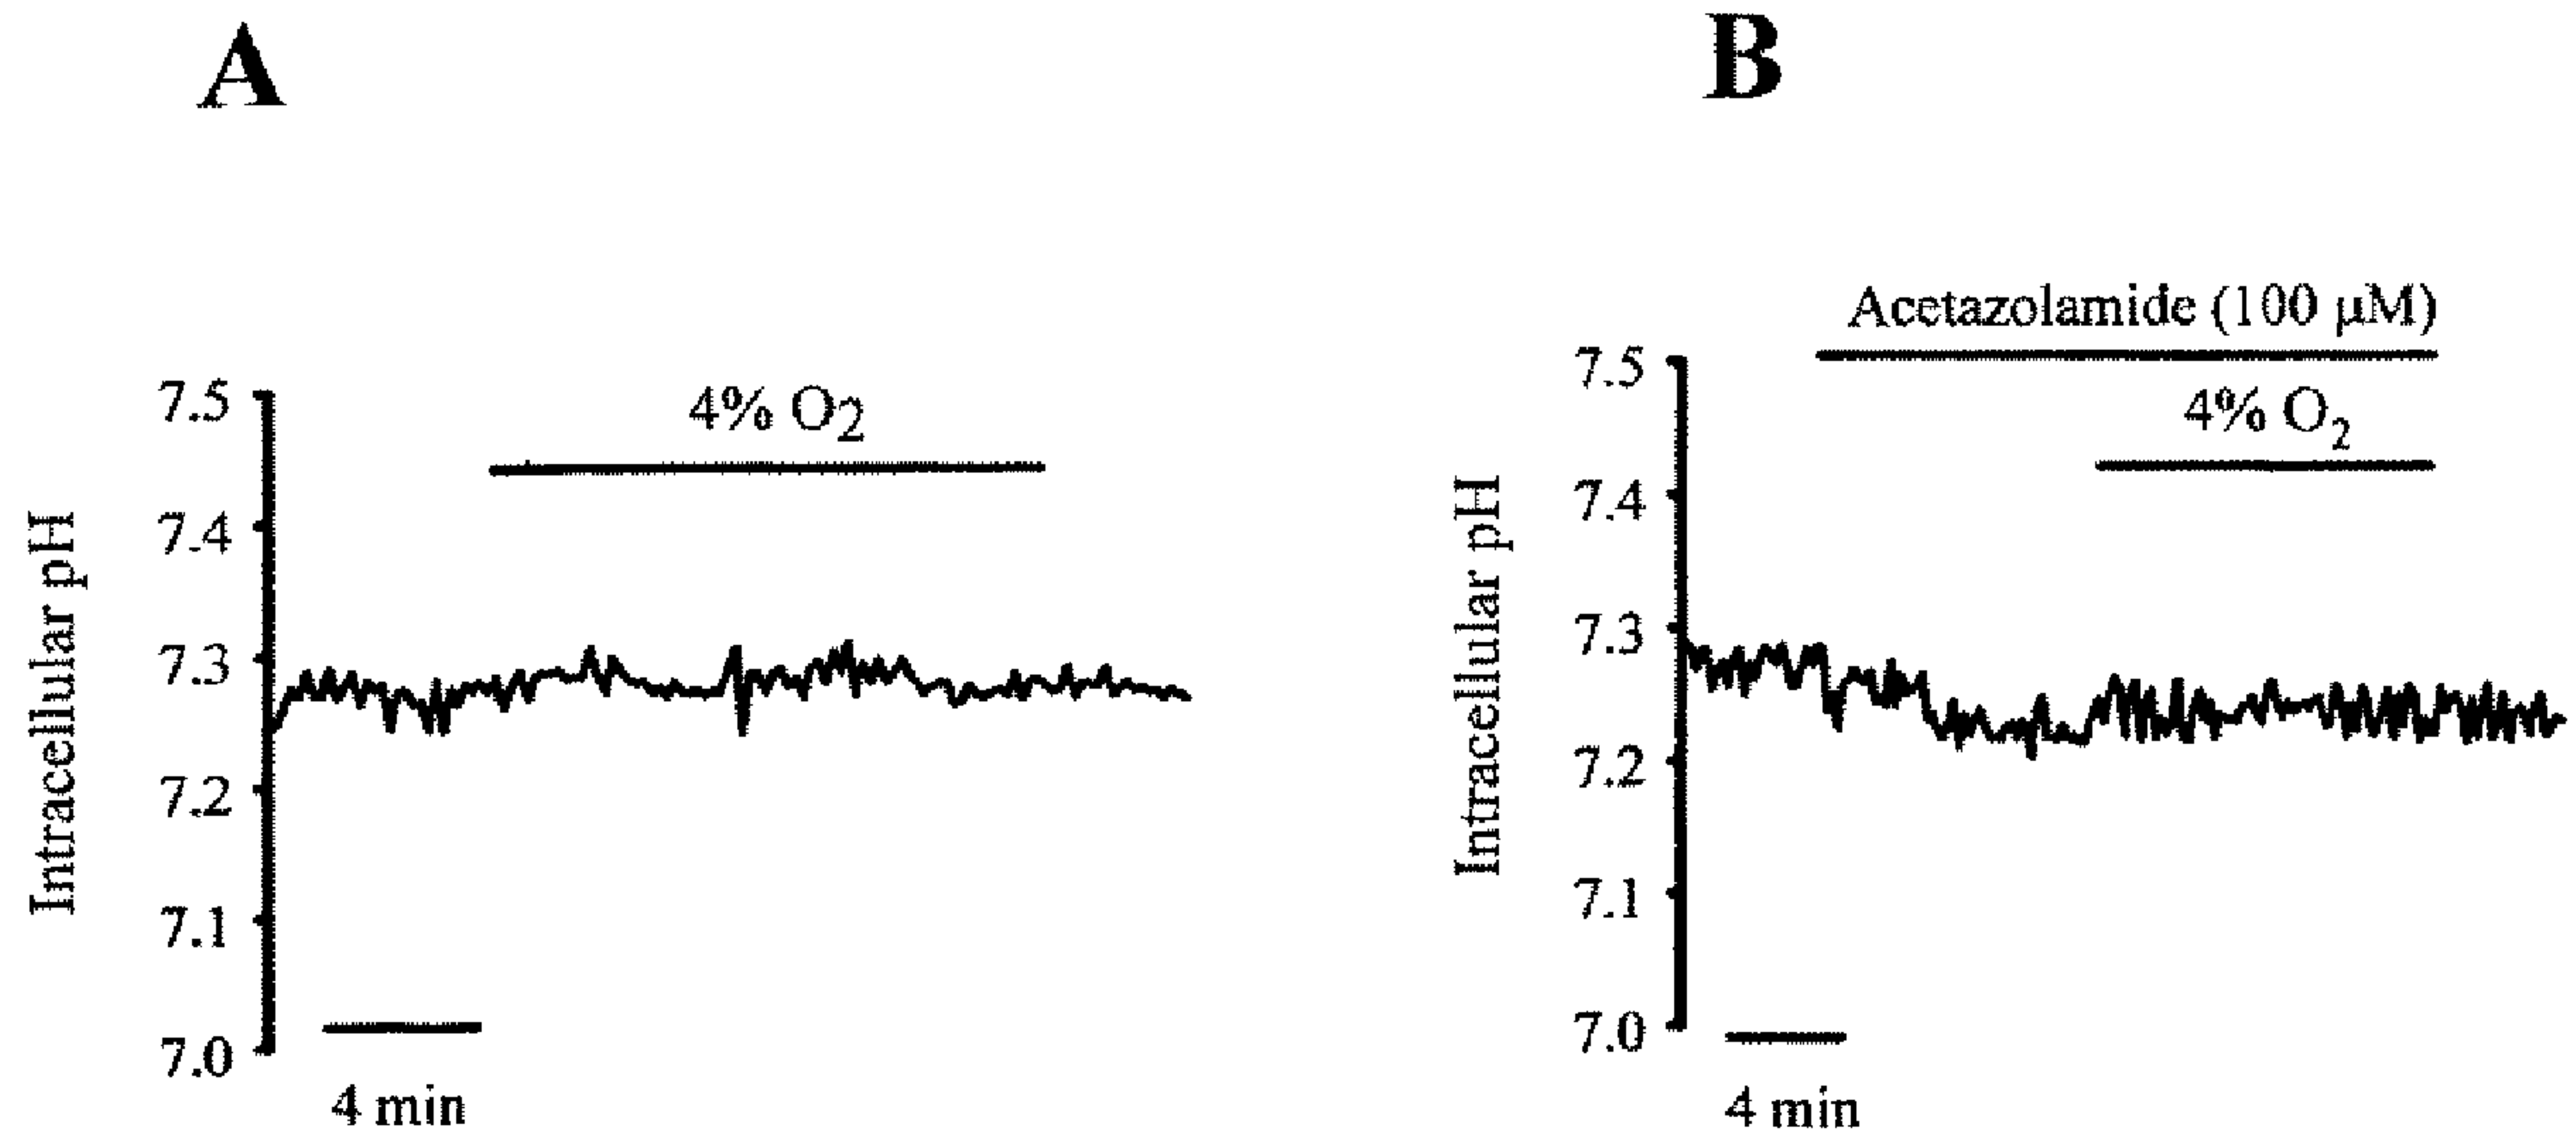 A
B
Intracellular pH
7.5
7.4
7.3
7.2
7.1
7.0
4% O2
4 min
Intracellular pH
7.5
7.4
7.3
7.2
7.1
7.0
Acetazolamide (100 μM)
4% O₂
4 min